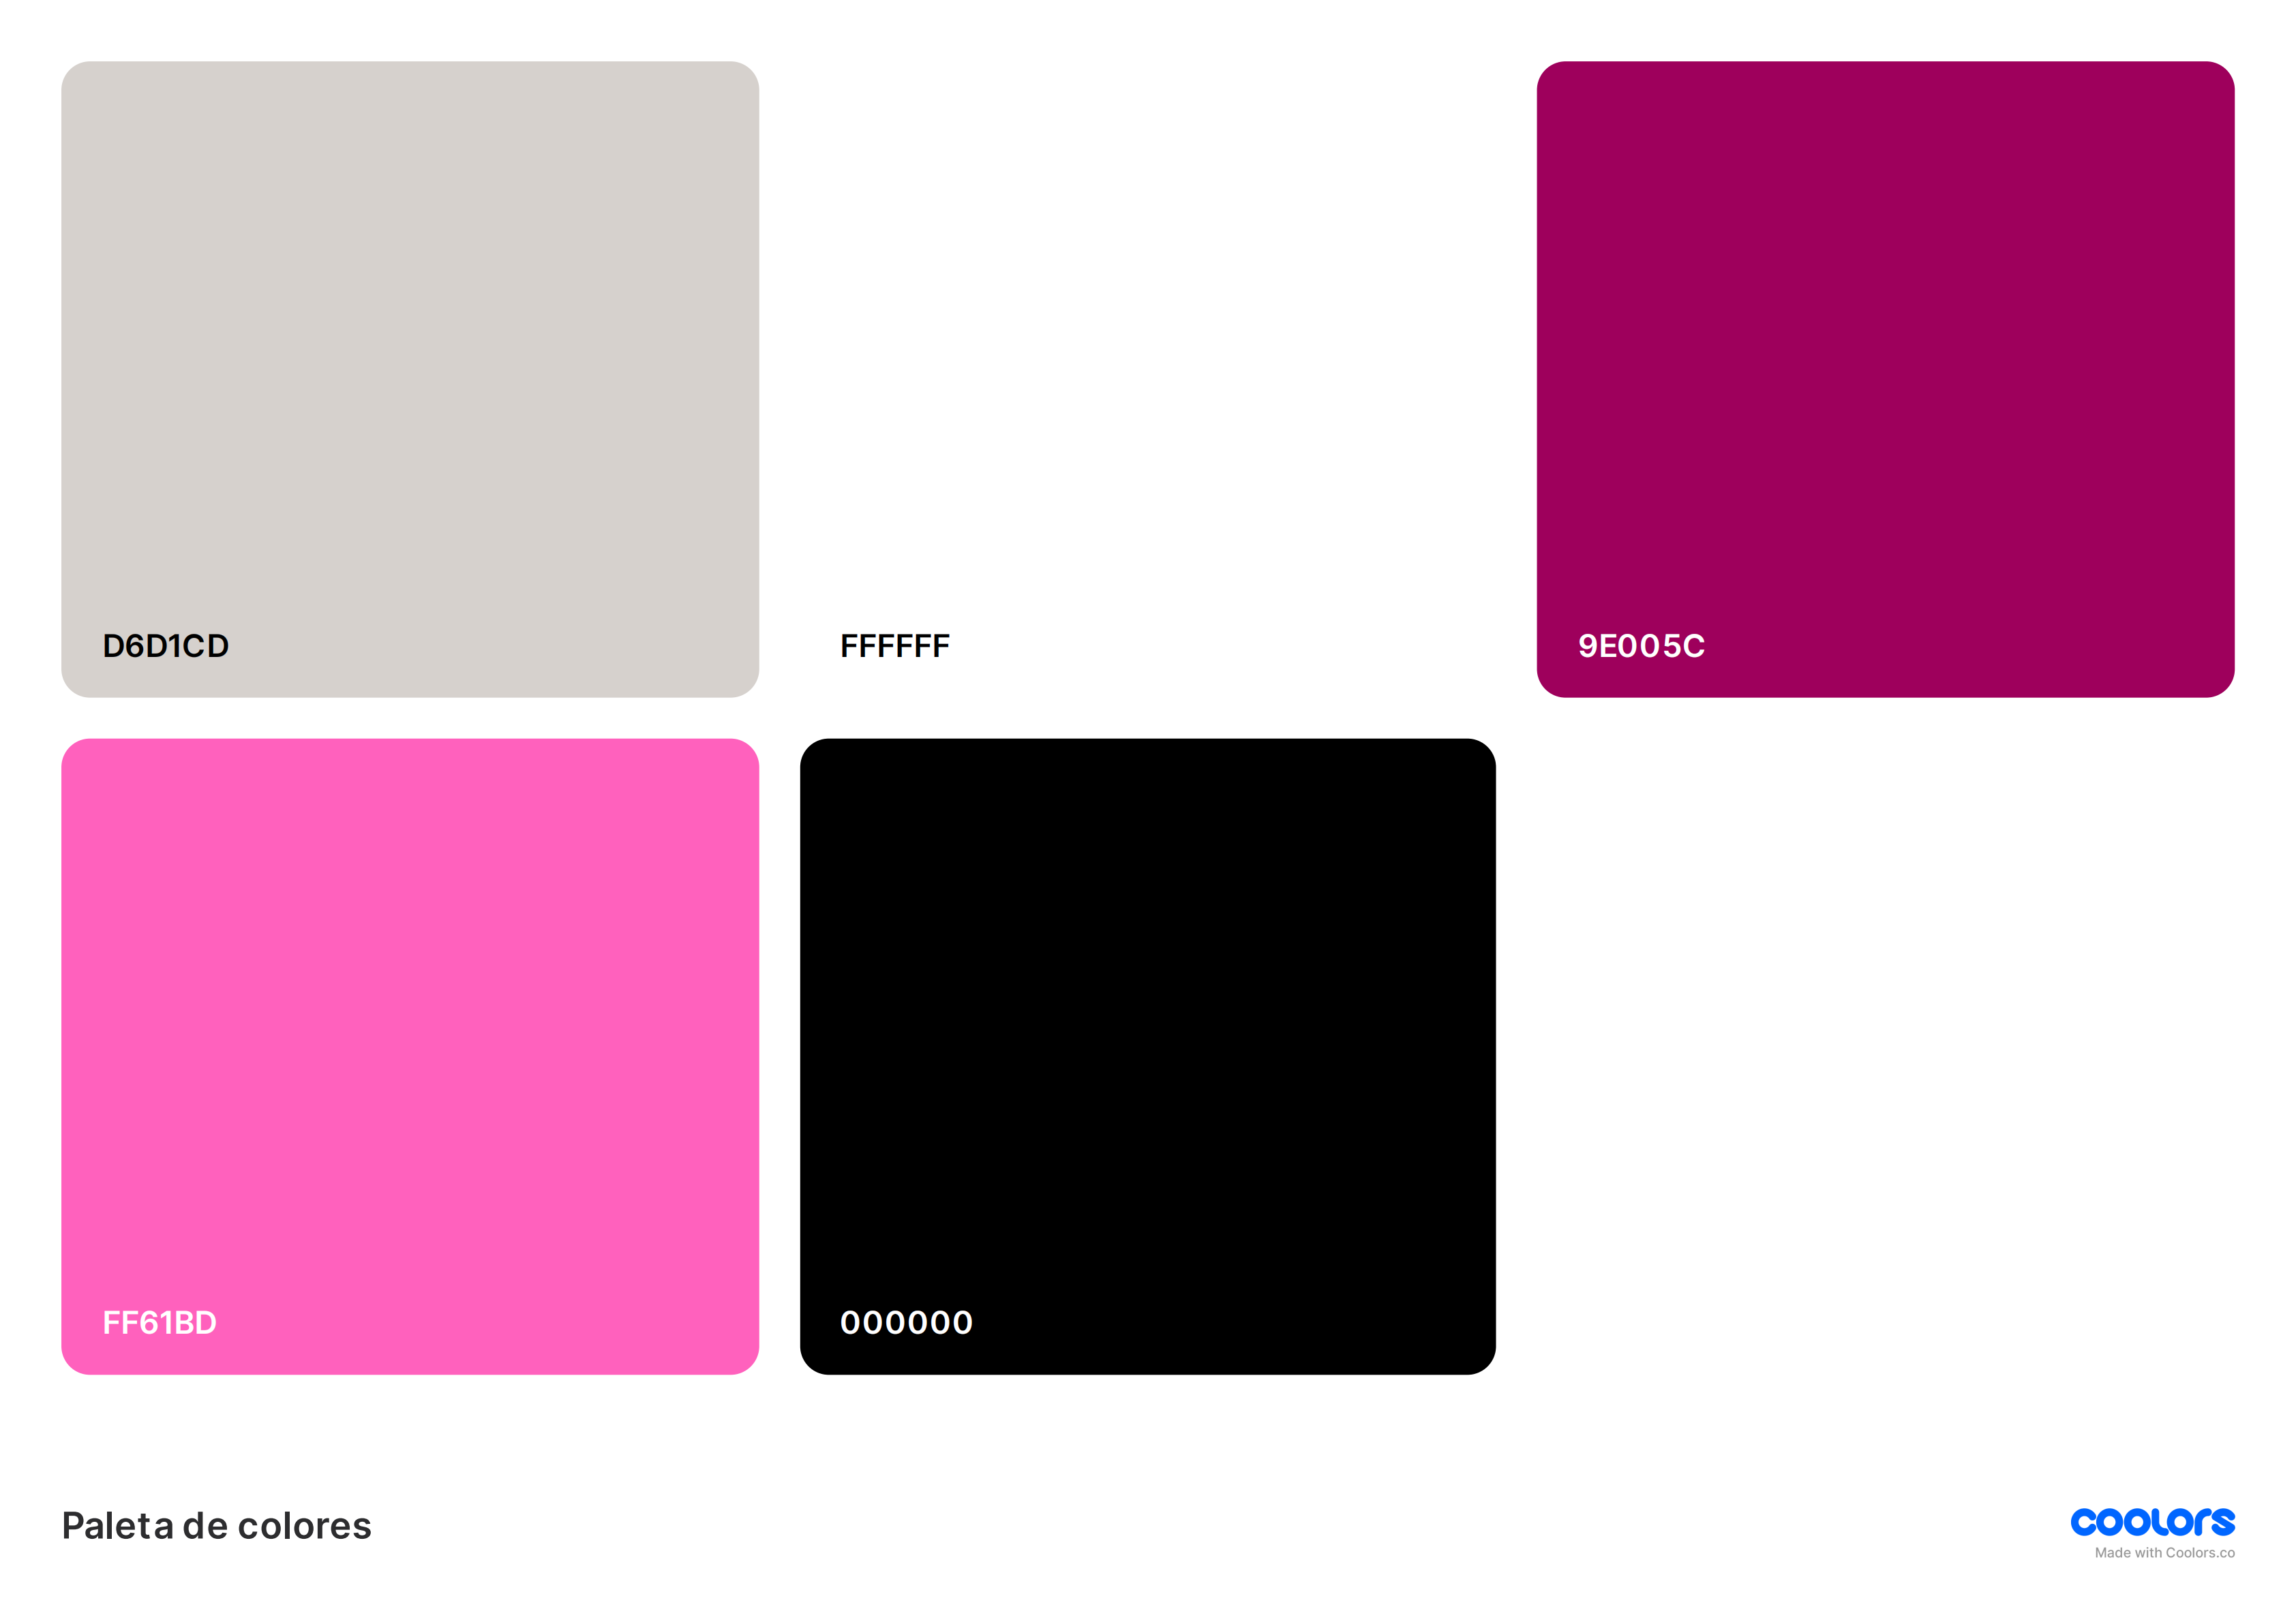 D6D1CD
FFFFFF
9E005C
FF61BD
000000
Paleta de colores
coolors
Made with Coolors.co